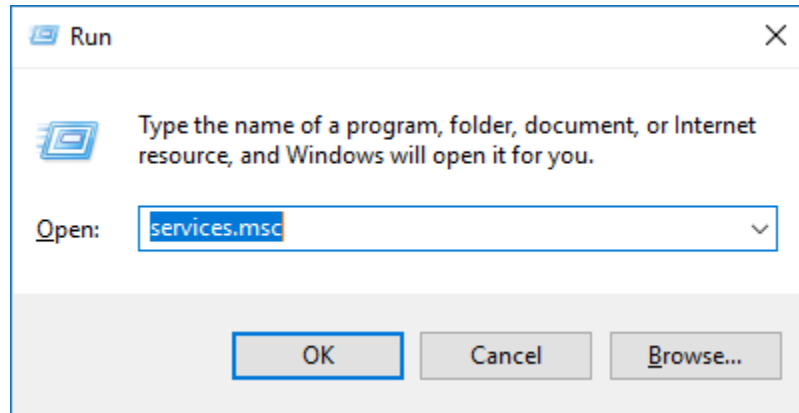 Run
Type the name of a program, folder, document, or Internet
resource, and Windows will open it for you.
Open: services.msc
OK Cancel Browse...